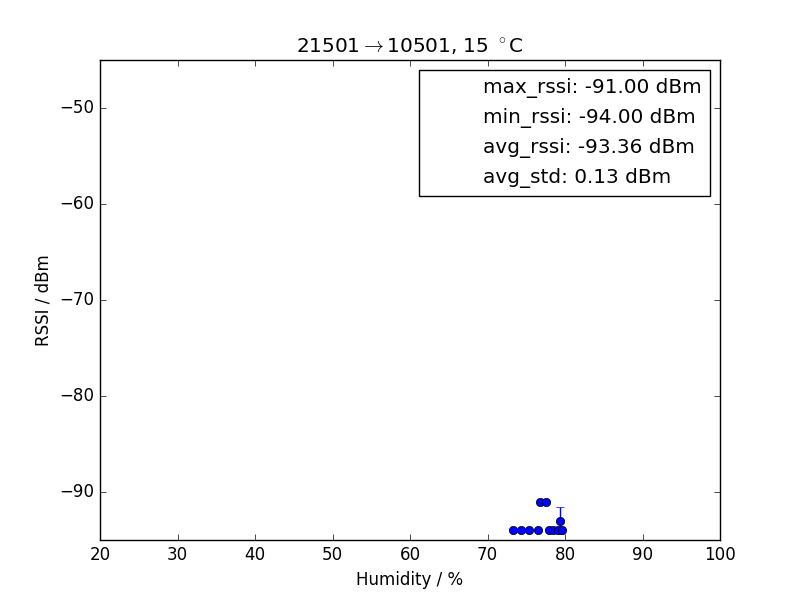 21501→10501, 15 °C
max_rssi: -91.00 dBm
min_rssi: -94.00 dBm
avg_rssi: -93.36 dBm
avg_std: 0.13 dBm
RSSI / dBm
−50
−60
−70
−80
−90
20 30 40 50 60 70 80 90 100
Humidity / %